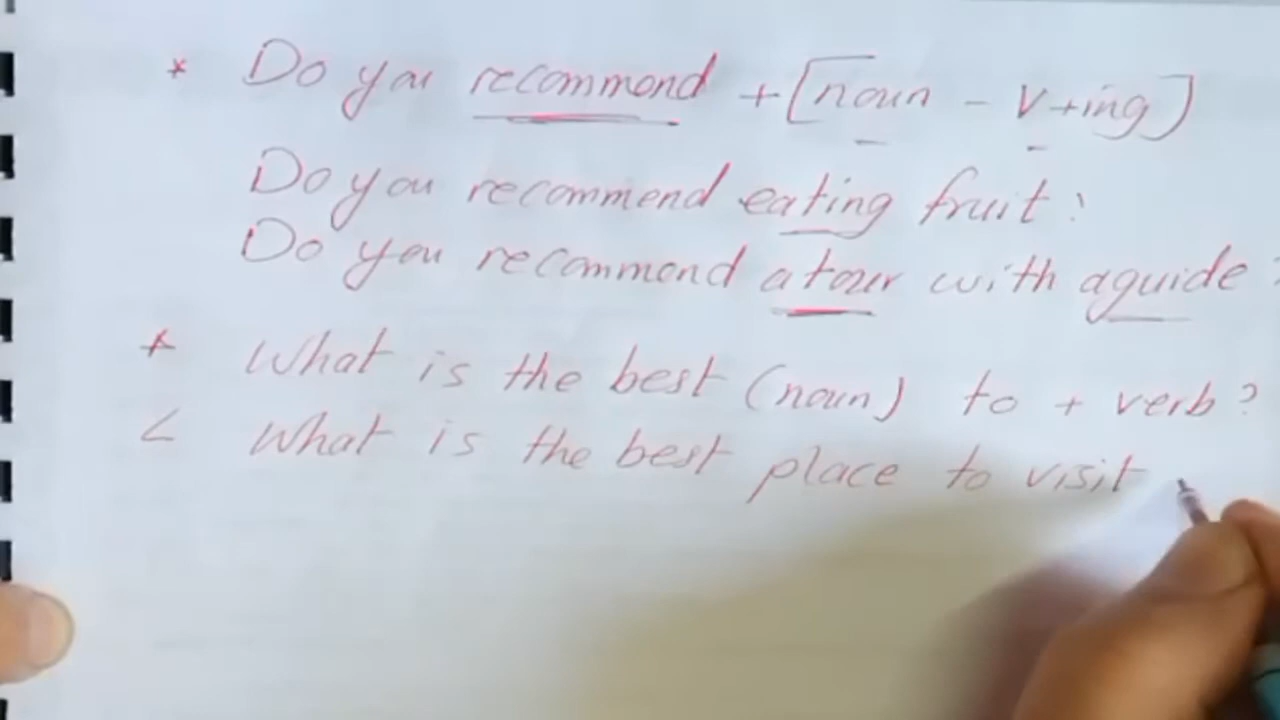 * Do you recommend + [noun - V+ing]
Do you recommend eating fruit?
Do you recommend a tour with a guide?
* What is the best (noun) to + verb?
< What is the best place to visit